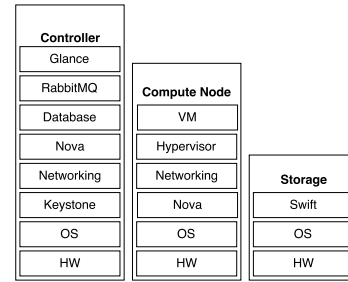 Controller
Glance
RabbitMQ
Database
Nova
Networking
Keystone
OS
HW
Compute Node
VM
Hypervisor
Networking
Nova
OS
HW
Storage
Swift
OS
HW